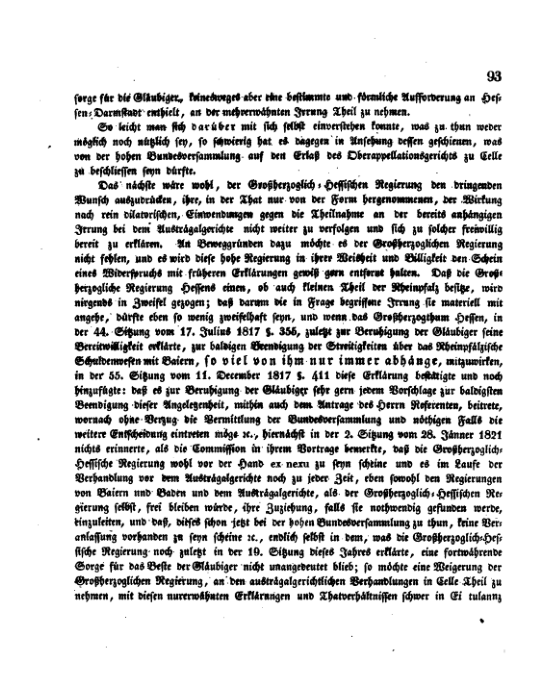 93
sorge für die Gläubiger, keinesweges aber eine bestimmte und förmliche Aufforderung an Hes-
sen-Darmstadt enthielt, an der mehrerwähnten Irrung Theil zu nehmen.
So leicht man sich darüber mit sich selbst einverstehen konnte, was zu thun weder
möglich noch nützlich sey, so schwierig hat es dagegen in Ansehung dessen geschienen, was
von der hohen Bundesversammlung auf den Erlaß des Oberappellationsgerichts zu Celle
zu beschliessen seyn dürfte.
Das nächste wäre wohl, der Großherzoglich-Hessischen Regierung den dringenden
Wunsch auszudrücken, ihre, in der That nur von der Form hergenommenen, der Wirkung
nach rein dilatorischen, Einwendungen gegen die Theilnahme an der bereits anhängigen
Irrung bei dem Austrägalgerichte nicht weiter zu verfolgen und sich zu solcher freiwillig
bereit zu erklären. An Beweggründen dazu möchte es der Großherzoglichen Regierung
nicht fehlen, und es wird diese hohe Regierung in ihrer Weisheit und Billigkeit den Schein
eines Widerspruchs mit früheren Erklärungen gewiß gern entfernt halten. Daß die Groß-
herzogliche Regierung Hessens einen, ob auch kleinen Theil der Rheinpfalz besitze, wird
nirgends in Zweifel gezogen; daß darum die in Frage begriffene Irrung sie materiell mit
angehe, dürfte eben so wenig zweifelhaft seyn, und wenn das Großherzogthum Hessen, in
der 44. Sitzung vom 17. Julius 1817 §. 355, zuletzt zur Beruhigung der Gläubiger seine
Bereitwilligkeit erklärte, zur baldigen Beendigung der Streitigkeiten über das Rheinpfälzische
Schuldenwesen mit Baiern, so viel von ihm nur immer abhänge, mitzuwirken,
in der 55. Sitzung vom 11. December 1817 §. 411 diese Erklärung bestätigte und noch
hinzufügte: daß es zur Beruhigung der Gläubiger sehr gern jedem Vorschlage zur baldigsten
Beendigung dieser Angelegenheit, mithin auch dem Antrage des Herrn Referenten, beitrete,
wornach ohne Verzug die Vermittlung der Bundesversammlung und nöthigen Falls die
weitere Entscheidung eintreten möge ꝛc., hiernächst in der 2. Sitzung vom 28. Jänner 1821
nichts erinnerte, als die Commission in ihrem Vortrage bemerkte, daß die Großherzoglich-
Hessische Regierung wohl vor der Hand ex nexu zu seyn scheine und es im Laufe der
Verhandlung vor dem Austrägalgerichte noch zu jeder Zeit, eben sowohl den Regierungen
von Baiern und Baden und dem Austrägalgerichte, als der Großherzoglich-Hessischen Re-
gierung selbst, frei bleiben würde, ihre Zuziehung, falls sie nothwendig gefunden werde,
einzuleiten, und daß, dieses schon jetzt bei der hohen Bundesversammlung zu thun, keine Ver-
anlassung vorhanden zu seyn scheine ꝛc., endlich selbst in dem, was die Großherzoglich-Hes-
sische Regierung noch zuletzt in der 19. Sitzung dieses Jahres erklärte, eine fortwährende
Sorge für das Beste der Gläubiger nicht unangedeutet blieb; so möchte eine Weigerung der
Großherzoglichen Regierung, an den austrägalgerichtlichen Verhandlungen in Celle Theil zu
nehmen, mit diesen nurerwähnten Erklärungen und Thatverhältnissen schwer in Ei tulannz